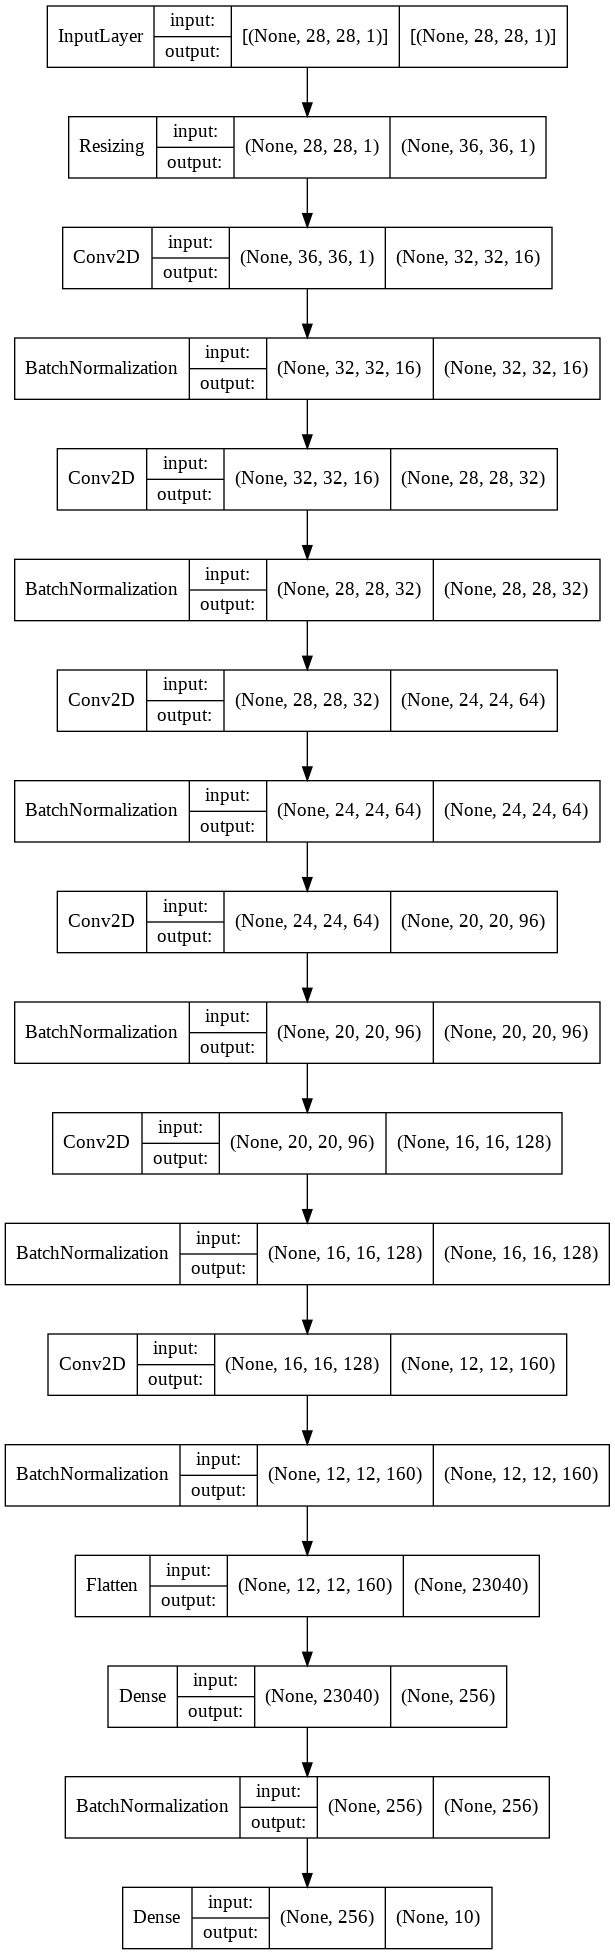 InputLayer input: output: [(None, 28, 28, 1)] [(None, 28, 28, 1)]
Resizing input: output: (None, 28, 28, 1) (None, 36, 36, 1)
Conv2D input: output: (None, 36, 36, 1) (None, 32, 32, 16)
BatchNormalization input: output: (None, 32, 32, 16) (None, 32, 32, 16)
Conv2D input: output: (None, 32, 32, 16) (None, 28, 28, 32)
BatchNormalization input: output: (None, 28, 28, 32) (None, 28, 28, 32)
Conv2D input: output: (None, 28, 28, 32) (None, 24, 24, 64)
BatchNormalization input: output: (None, 24, 24, 64) (None, 24, 24, 64)
Conv2D input: output: (None, 24, 24, 64) (None, 20, 20, 96)
BatchNormalization input: output: (None, 20, 20, 96) (None, 20, 20, 96)
Conv2D input: output: (None, 20, 20, 96) (None, 16, 16, 128)
BatchNormalization input: output: (None, 16, 16, 128) (None, 16, 16, 128)
Conv2D input: output: (None, 16, 16, 128) (None, 12, 12, 160)
BatchNormalization input: output: (None, 12, 12, 160) (None, 12, 12, 160)
Flatten input: output: (None, 12, 12, 160) (None, 23040)
Dense input: output: (None, 23040) (None, 256)
BatchNormalization input: output: (None, 256) (None, 256)
Dense input: output: (None, 256) (None, 10)